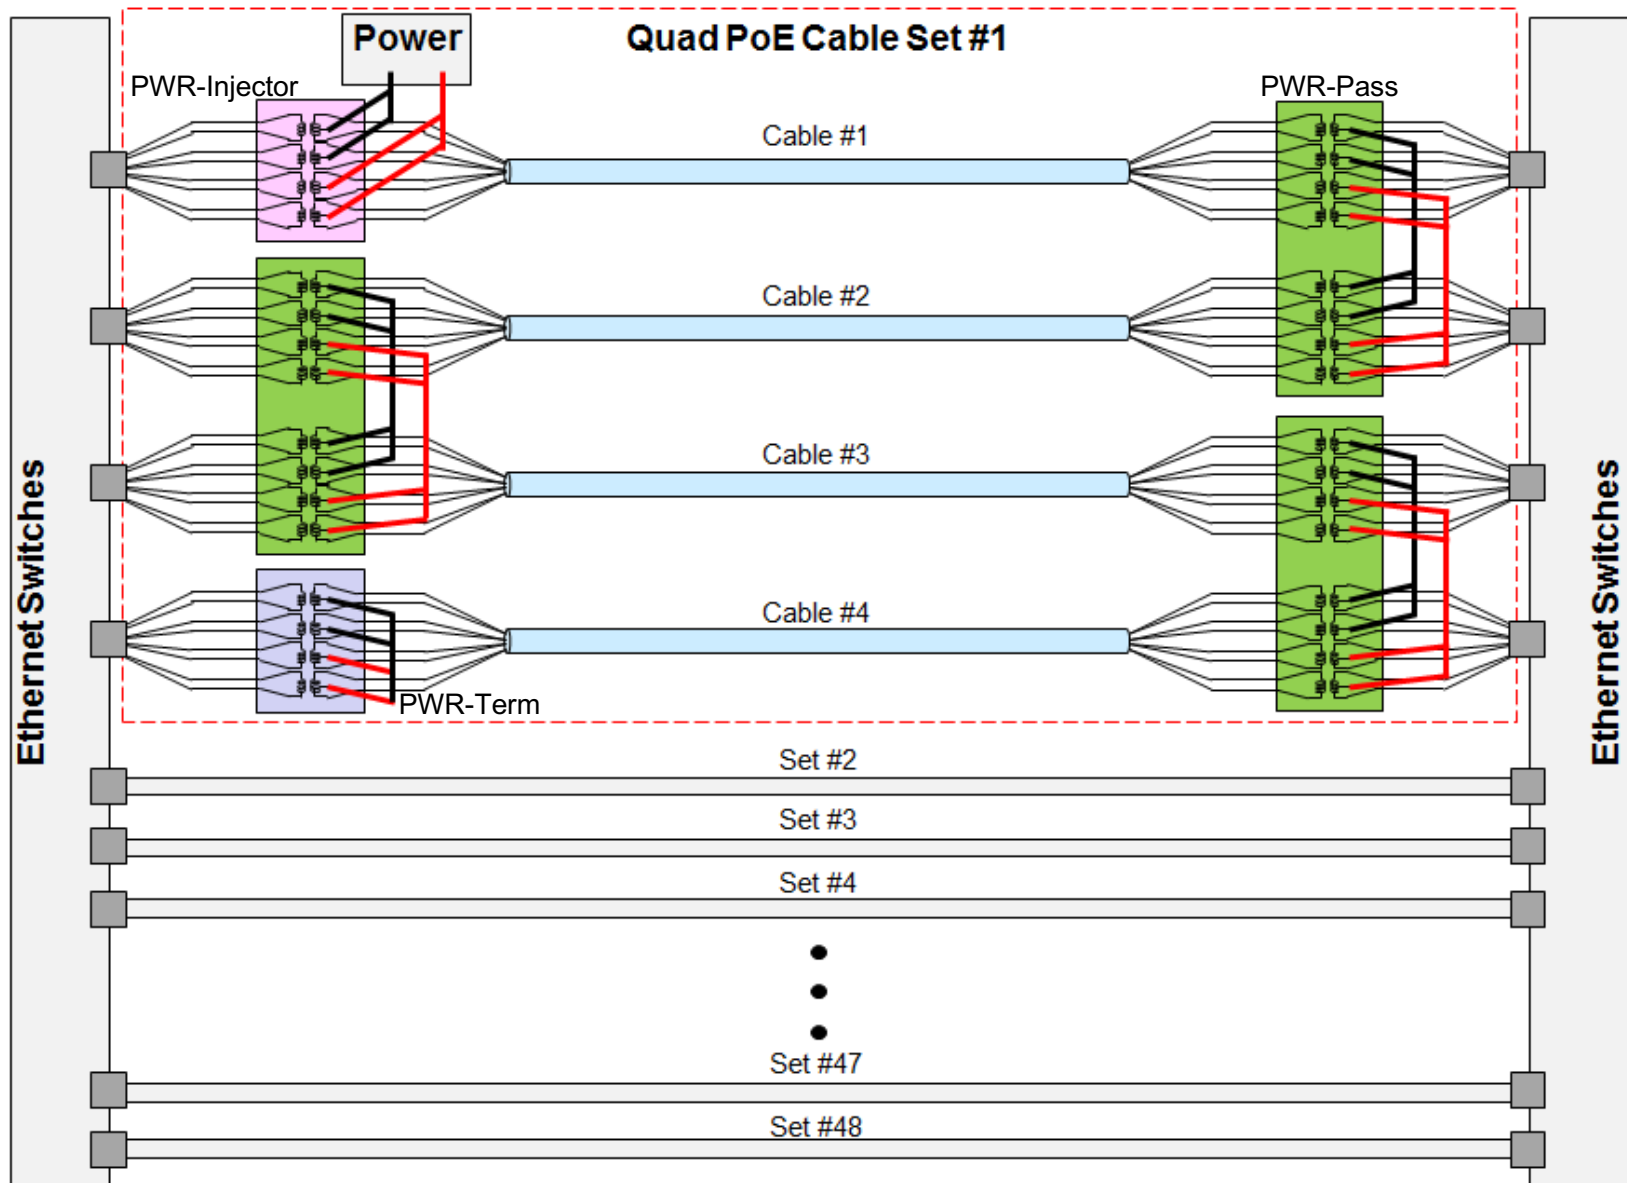 Power
Quad PoE Cable Set #1
PWR-Injector
PWR-Pass
Cable #1
Cable #2
Cable #3
Cable #4
PWR-Term
Ethernet Switches
Ethernet Switches
Set #2
Set #3
Set #4
Set #47
Set #48